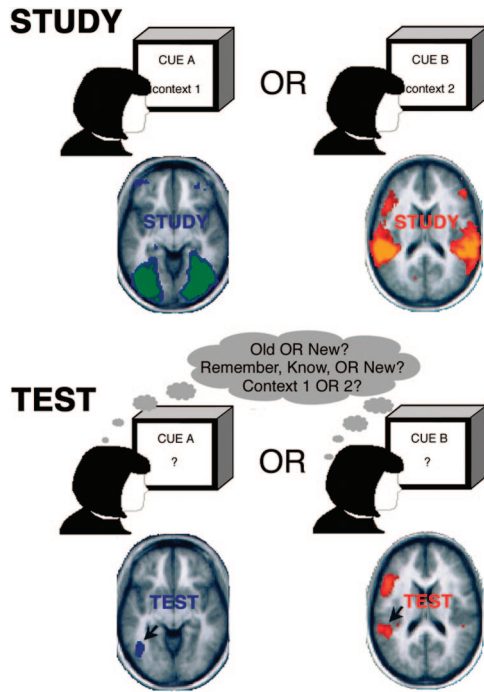 STUDY
CUE A
context 1
OR
CUE B
context 2
STUDY
STUDY
Old OR New?
Remember, Know, OR New?
Context 1 OR 2?
TEST
CUE A
?
OR
CUE B
?
TEST
TEST